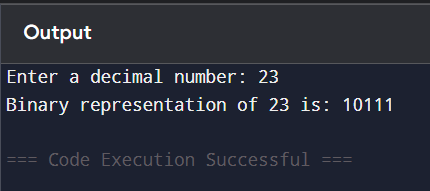 Output
Enter a decimal number: 23
Binary representation of 23 is: 10111
=== Code Execution Successful ===